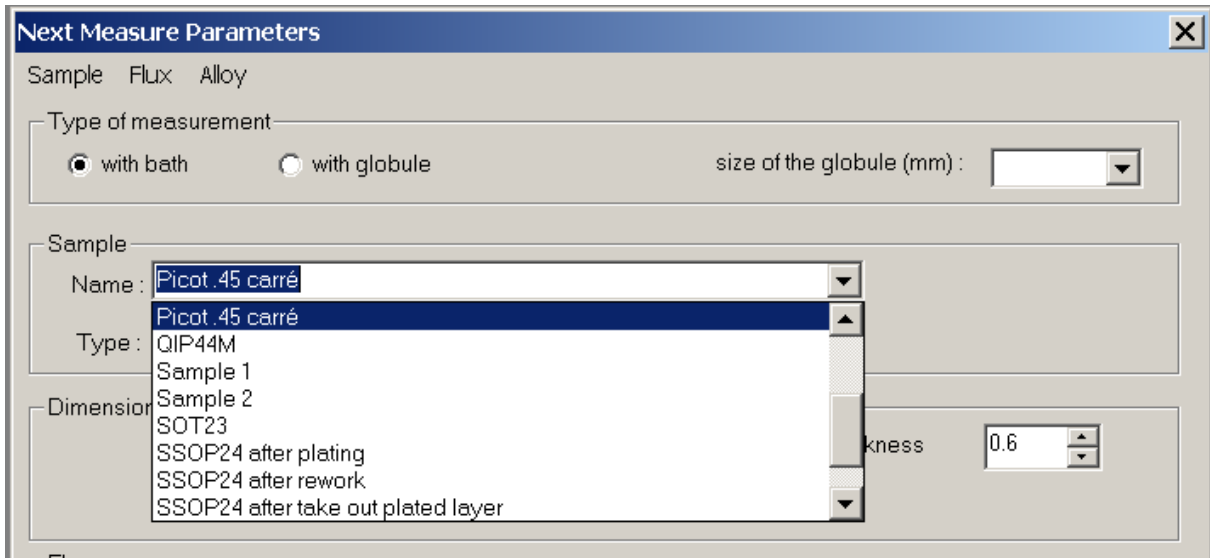 Next Measure Parameters
Sample Flux Alloy
Type of measurement
with bath with globule size of the globule (mm) :
Sample
Name : Picot .45 carré
Picot .45 carré
Type : QIP44M
Sample 1
Sample 2
Dimension
SOT23
SSOP24 after plating
kness 0.6
SSOP24 after rework
SSOP24 after take out plated layer